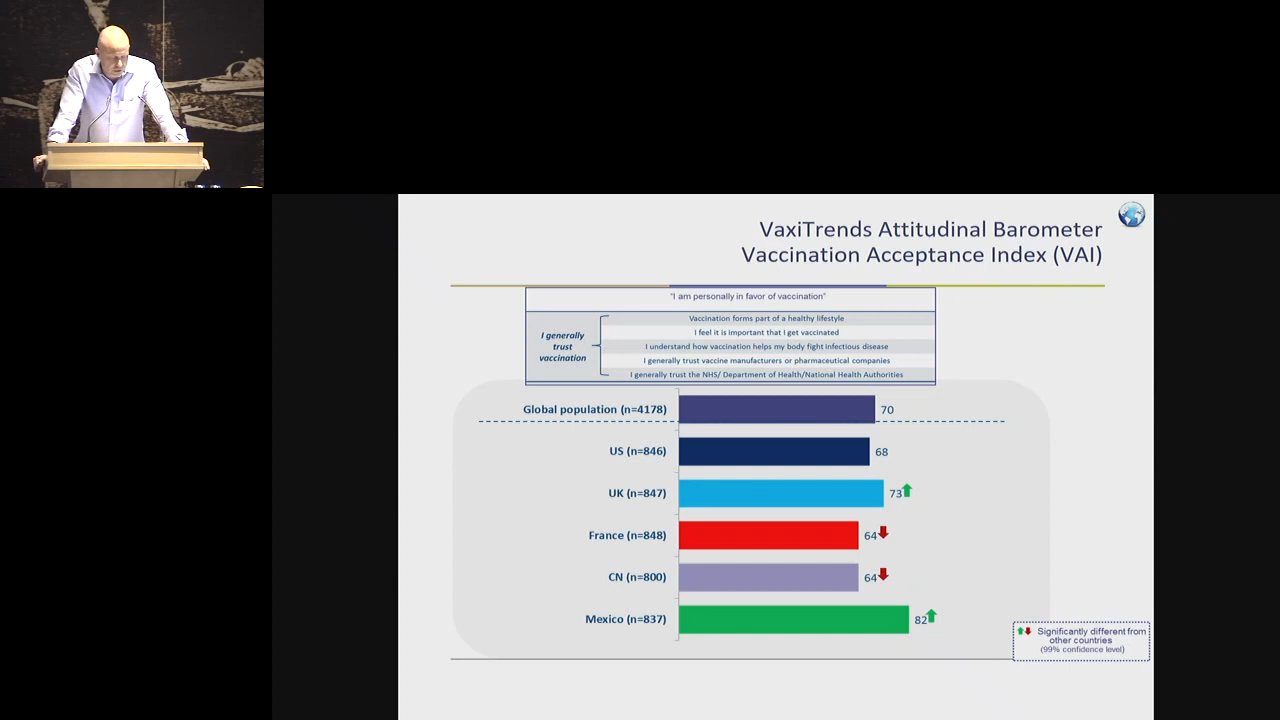 VaxiTrends Attitudinal Barometer
Vaccination Acceptance Index (VAI)
"I am personally in favor of vaccination"
I generally
trust
vaccination
Vaccination forms part of a healthy lifestyle
I feel it is important that I get vaccinated
I understand how vaccination helps my body fight infectious disease
I generally trust vaccine manufacturers or pharmaceutical companies
I generally trust the NHS/ Department of Health/National Health Authorities
Global population (n=4178) 70
US (n=846) 68
UK (n=847) 73
France (n=848) 64
CN (n=800) 64
Mexico (n=837) 82
Significantly different from
other countries
(99% confidence level)